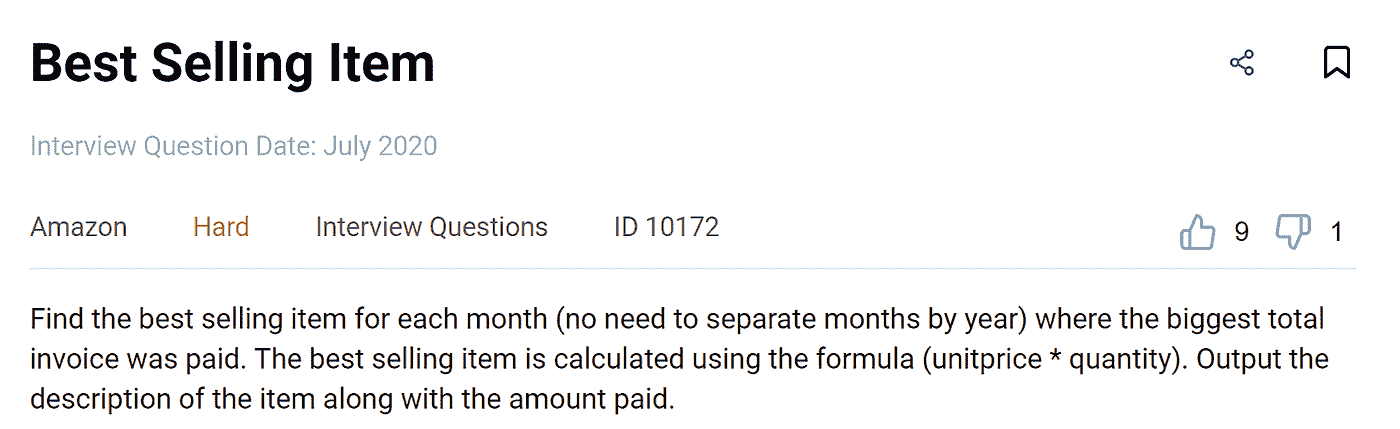 Best Selling Item
Interview Question Date: July 2020
Amazon Hard Interview Questions ID 10172 9 1
Find the best selling item for each month (no need to separate months by year) where the biggest total
invoice was paid. The best selling item is calculated using the formula (unitprice * quantity). Output the
description of the item along with the amount paid.